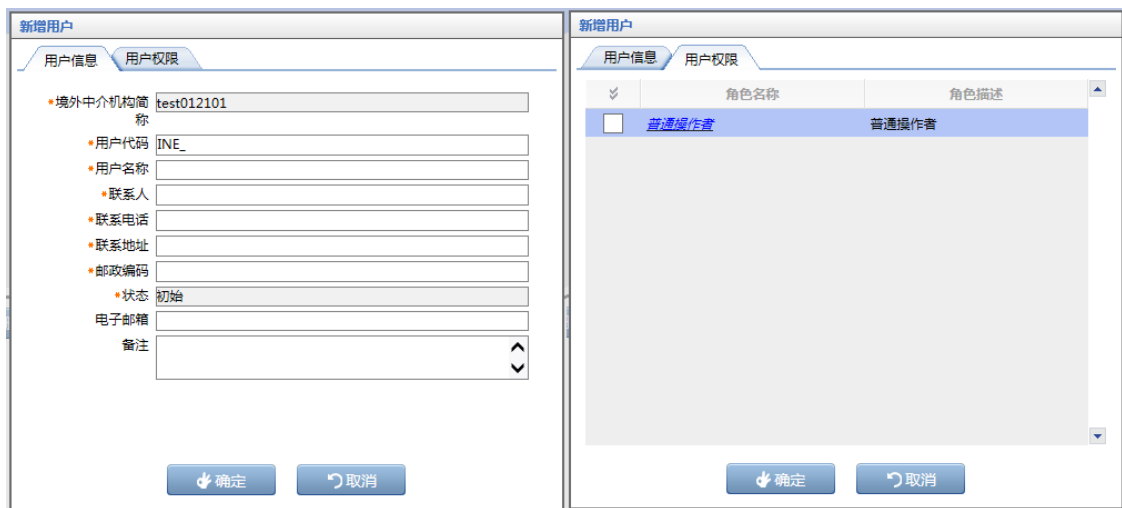 新增用户
用户信息 用户权限
*境外中介机构简称 test012101
*用户代码 INE_
*用户名称
*联系人
*联系电话
*联系地址
*邮政编码
*状态 初始
电子邮箱
备注
确定 取消
新增用户
用户信息 用户权限
角色名称 角色描述
普通操作者 普通操作者
确定 取消